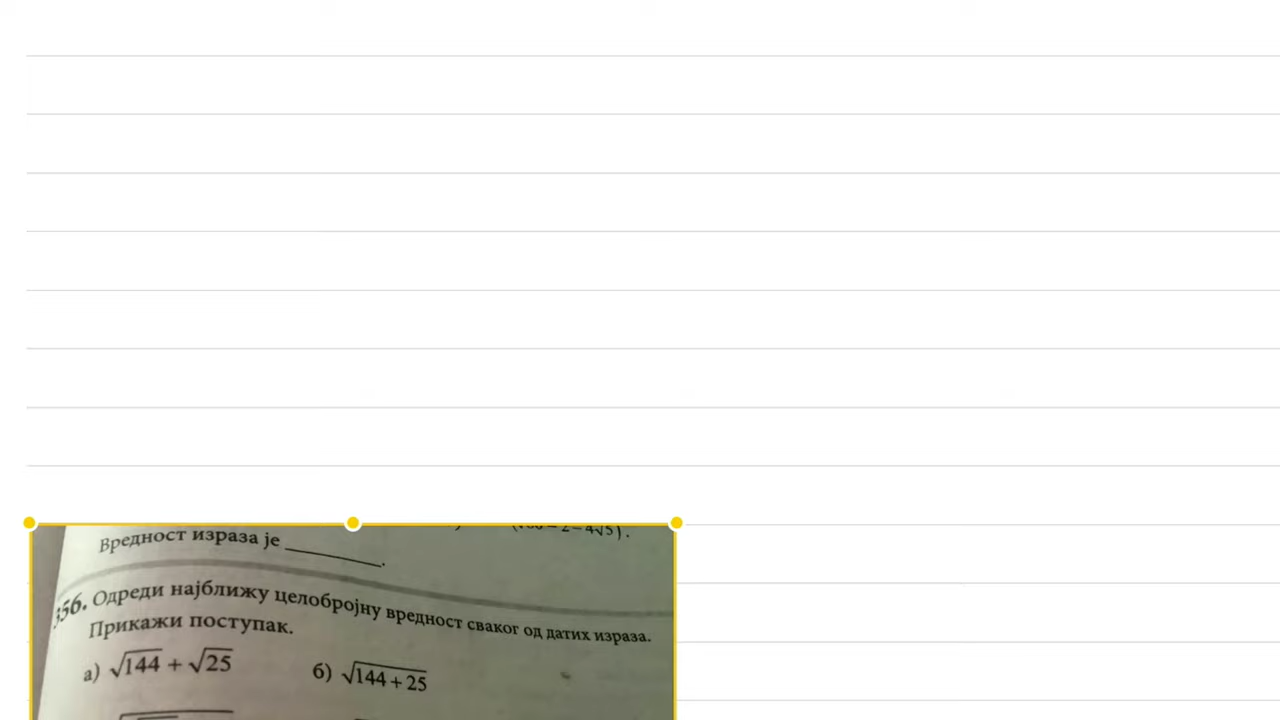 Вредност израза је ________.
356. Одреди најближу целобројну вредност сваког од датих израза.
Прикажи поступак.
а) √144 + √25 б) √(144 + 25)